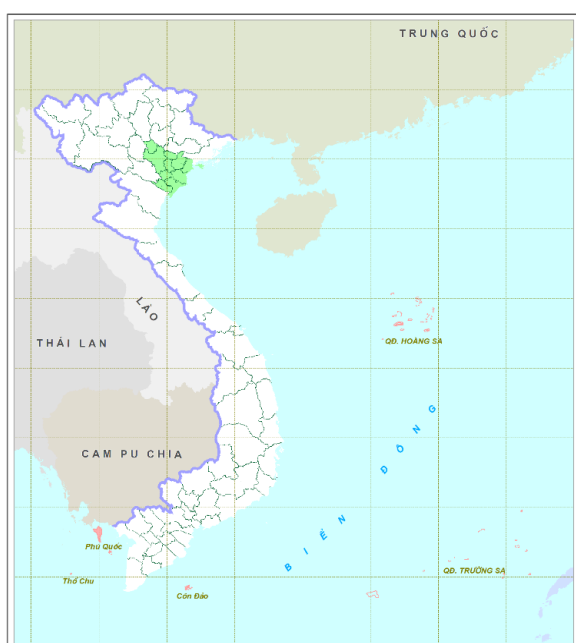 TRUNG QUỐC
LÀO
QĐ. HOÀNG SA
THÁI LAN
CAM PU CHIA
BIỂN ĐÔNG
Phú Quốc
QĐ. TRƯỜNG SA
Thổ Chu
Côn Đảo